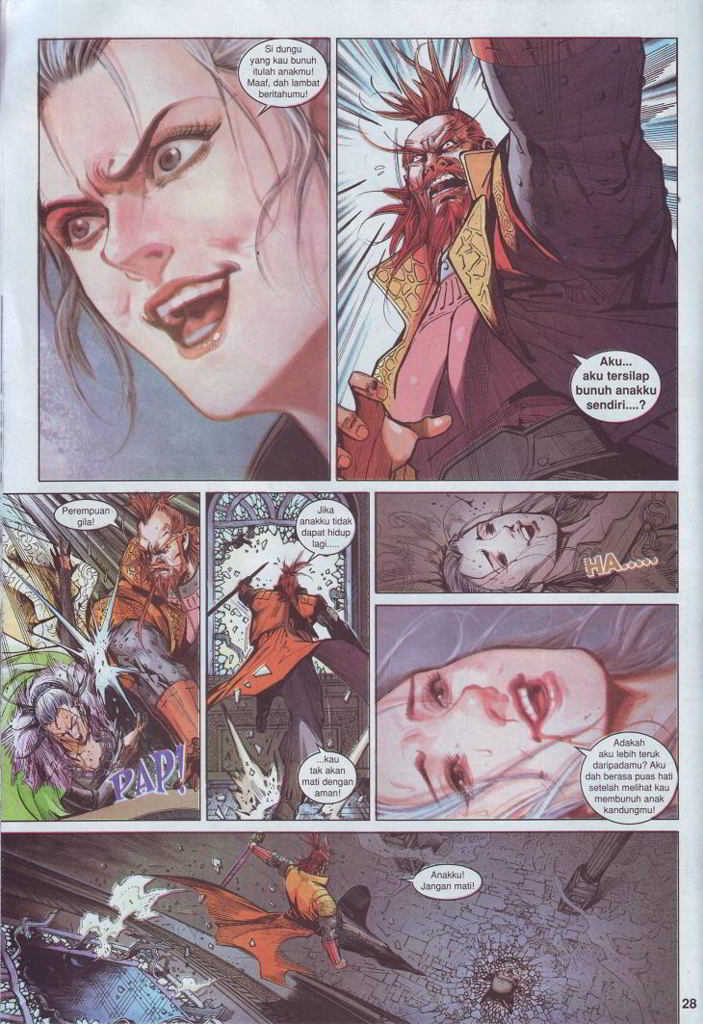 Si dungu
yang kau bunuh
itulah anakmu!
Maaf, dah lambat
beritahumu!
Aku...
aku tersilap
bunuh anakku
sendiri....?
Perempuan
gila!
PAP!
Jika
anakku tidak
dapat hidup
lagi.....
...kau
tak akan
mati dengan
aman!
HA.....
Adakah
aku lebih teruk
daripadamu? Aku
dah berasa puas hati
setelah melihat kau
membunuh anak
kandungmu!
Anakku!
Jangan mati!
28